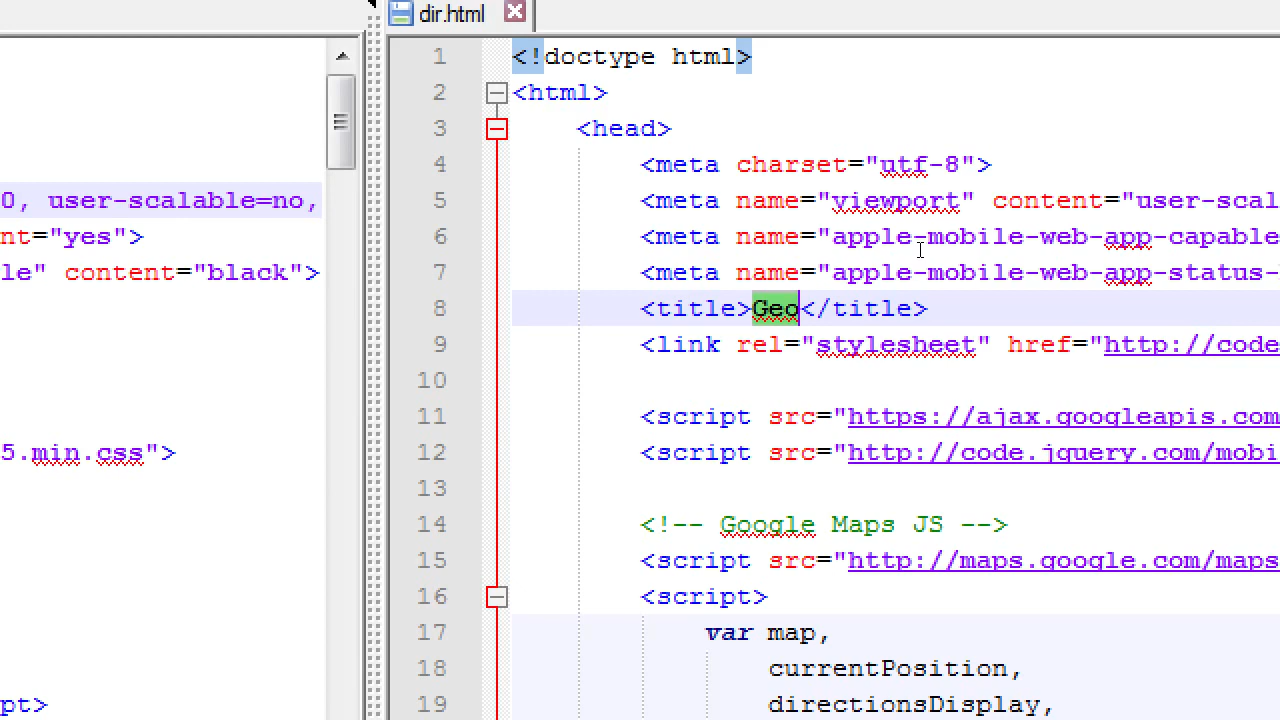 dir.html
0, user-scalable=no,
nt="yes">
le" content="black">
5.min.css">
pt>
1 <!doctype html>
2 <html>
3 <head>
4 <meta charset="utf-8">
5 <meta name="viewport" content="user-scal
6 <meta name="apple-mobile-web-app-capable
7 <meta name="apple-mobile-web-app-status-
8 <title>Geo</title>
9 <link rel="stylesheet" href="http://code
10
11 <script src="https://ajax.googleapis.com
12 <script src="http://code.jquery.com/mobi
13
14 <!-- Google Maps JS -->
15 <script src="http://maps.google.com/maps
16 <script>
17 var map,
18 currentPosition,
19 directionsDisplay,